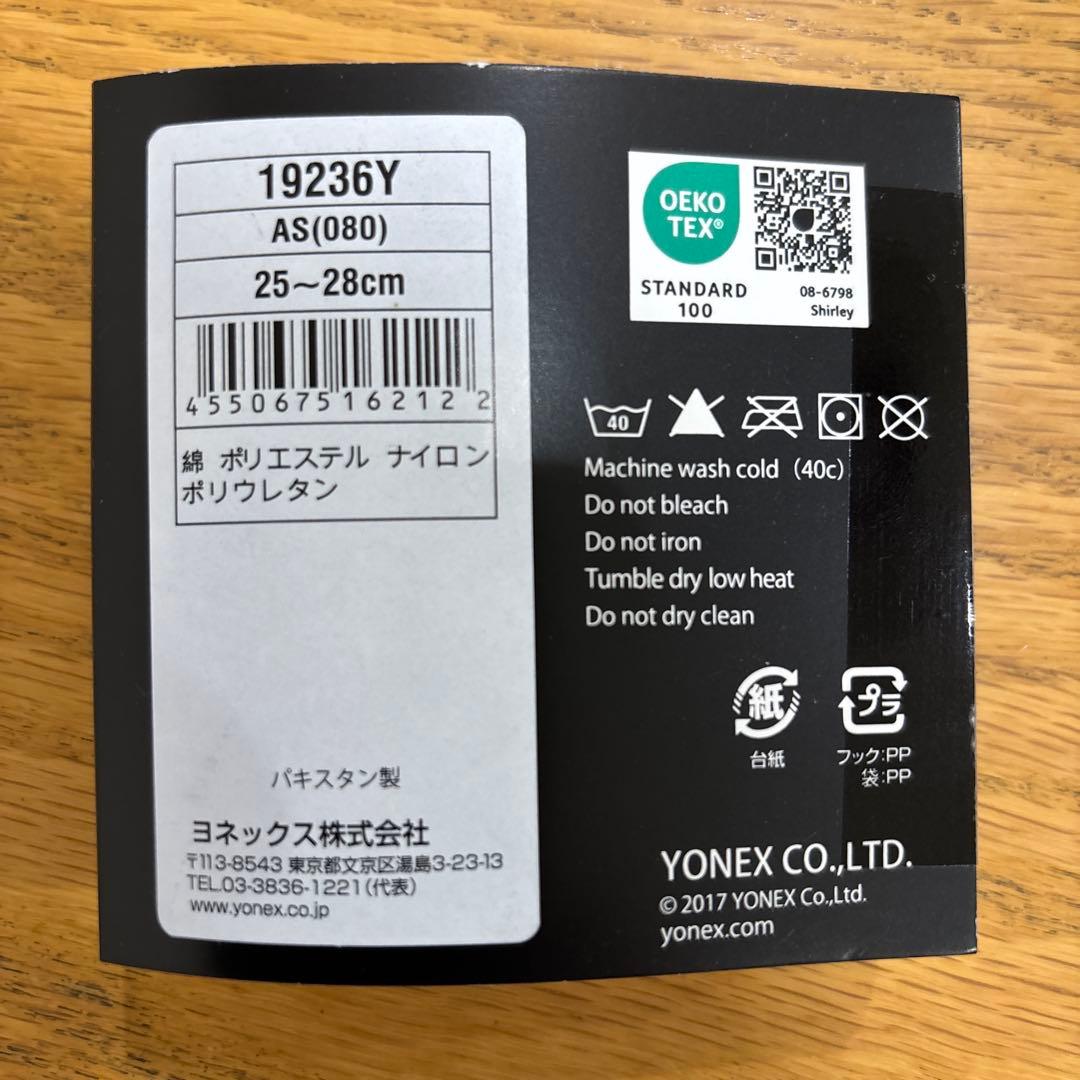 19236Y
AS(080)
25～28cm
4550675162122
綿 ポリエステル ナイロン
ポリウレタン
パキスタン製
ヨネックス株式会社
〒113-8543 東京都文京区湯島3-23-13
TEL.03-3836-1221(代表)
www.yonex.co.jp
OEKO
TEX®
STANDARD
100
08-6798
Shirley
40
Machine wash cold (40c)
Do not bleach
Do not iron
Tumble dry low heat
Do not dry clean
紙
台紙
プラ
フック:PP
袋:PP
YONEX CO.,LTD.
© 2017 YONEX Co.,Ltd.
yonex.com